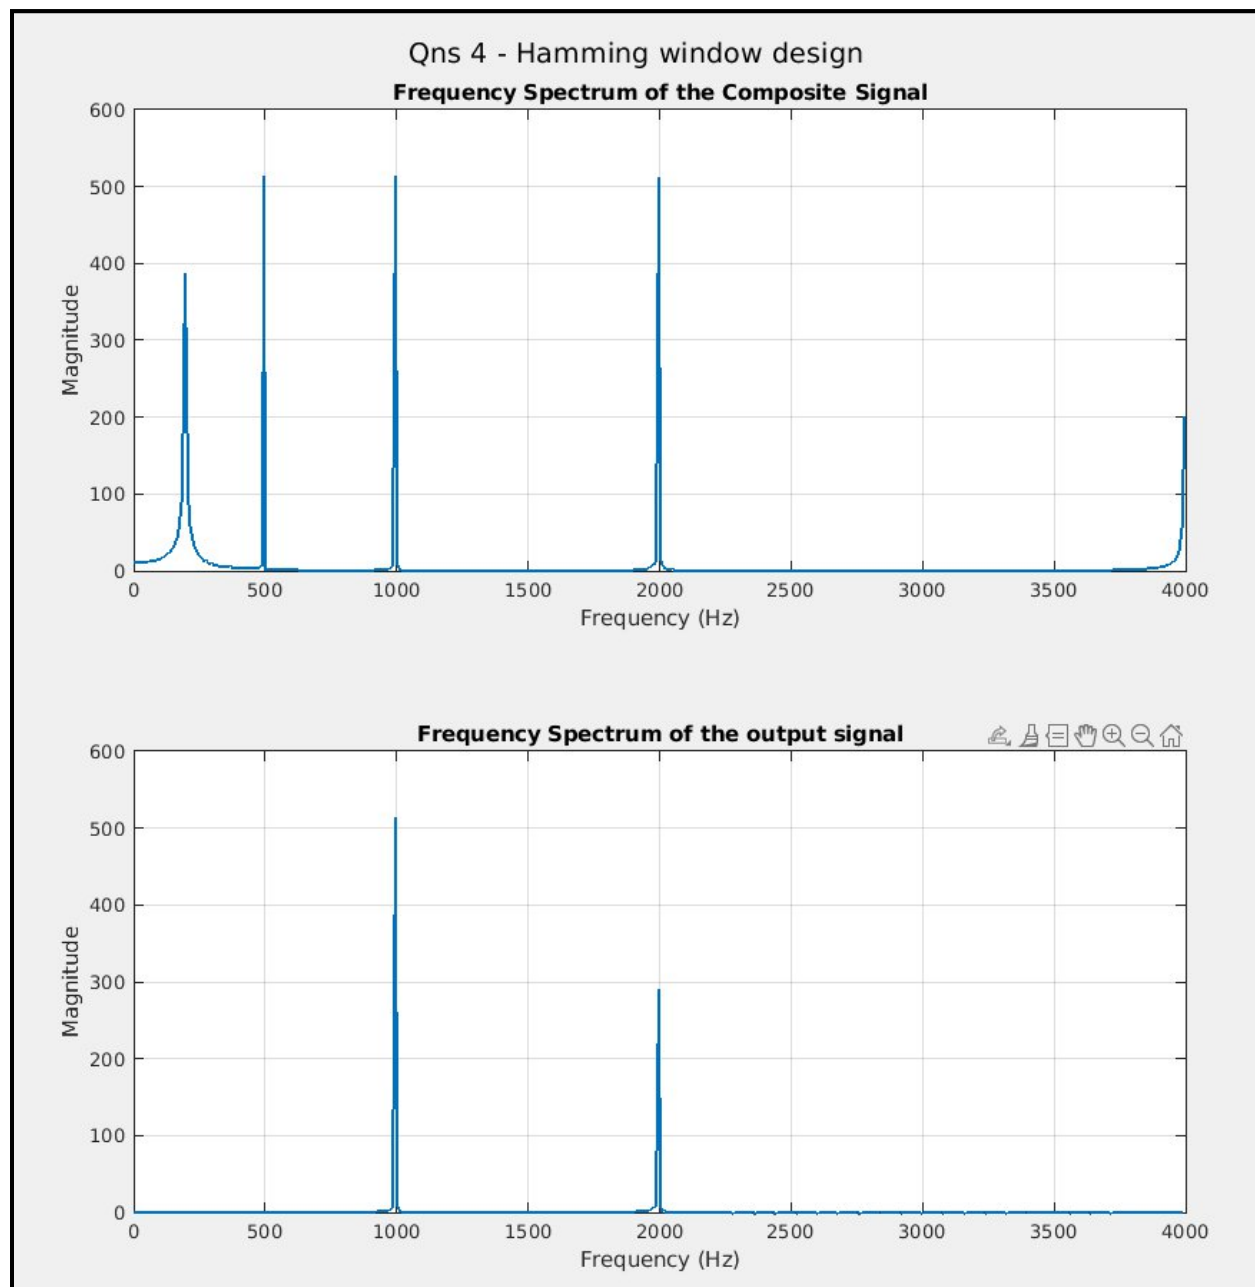 Qns 4 - Hamming window design
Frequency Spectrum of the Composite Signal
600
500
400
300
200
100
0
Magnitude
0 500 1000 1500 2000 2500 3000 3500 4000
Frequency (Hz)
Frequency Spectrum of the output signal
600
500
400
300
200
100
0
Magnitude
0 500 1000 1500 2000 2500 3000 3500 4000
Frequency (Hz)